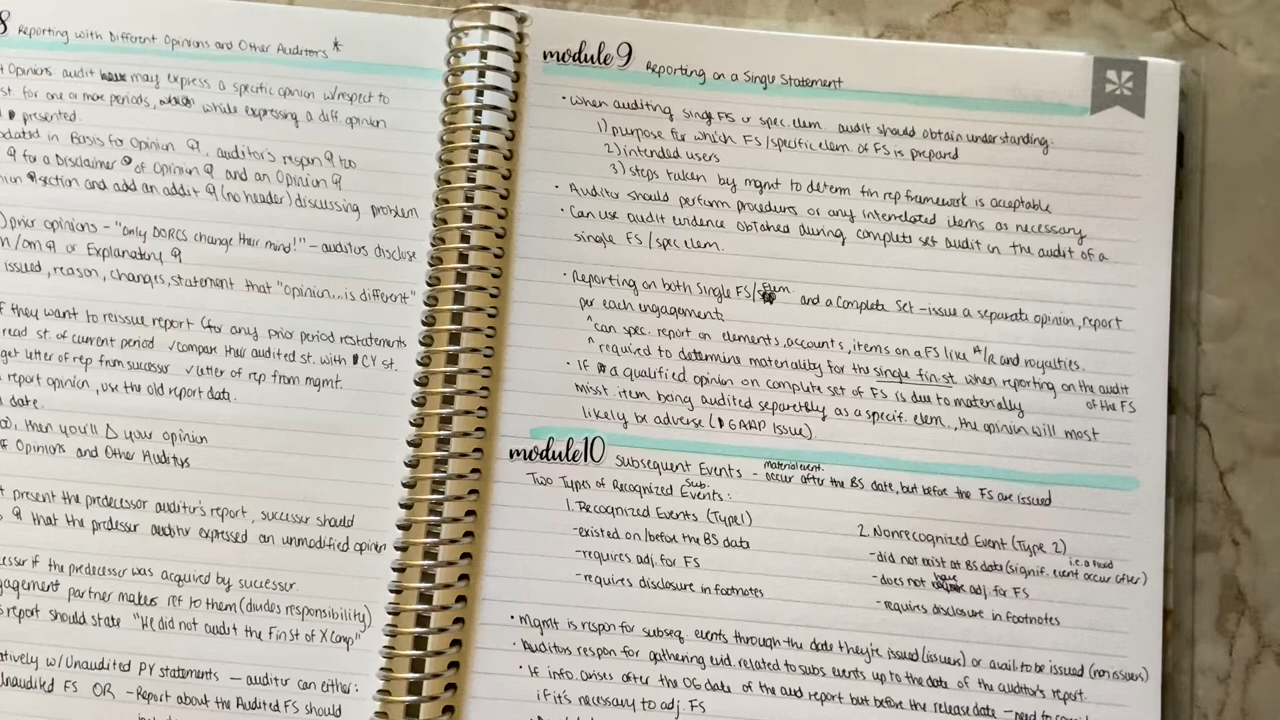 8 Reporting with Different Opinions and Other Auditors *
Opinions audit may express a specific opinion w/respect to
st. for one or more periods, while expressing a diff. opinion
presented.
updated in Basis for Opinion ¶, auditor's respon ¶ too
¶ for a Disclaimer of Opinion ¶ and an Opinion ¶
section and add an addit ¶ (no header) discussing problem
prior opinions - "only DORCS change their mind!" - auditors disclose
or Explanatory ¶
issued, reason, changes, statement that "opinion...is different"
if they want to reissue report (for any prior period restatements
read st. of current period ✓compare their audited st. with CY st.
get letter of rep from successor ✓letter of rep from mgmt.
report opinion, use the old report date.
date.
, then you'll Δ your opinion
Opinions and Other Auditrs
present the predecessor auditor's report, successor should
¶ that the predssor auditor expressed an unmodified opinion
if the predecessor was acquired by successor.
engagement partner makes ref to them (divides responsibility)
report should state "We did not audit the Fin St of X Comp"
w/Unaudited PY statements — auditor can either:
Unaudited FS OR - Report about the Audited FS should
module 9 Reporting on a Single Statement
• When auditing single FS or spec. elem. audit should obtain understanding:
1) purpose for which FS/specific elem of FS is prepared
2) intended users
3) steps taken by mgmt to determ fin rep framework is acceptable
• Auditor should perform procedures or any interrelated items as necessary
• Can use audit evidence obtained during complete set audit in the audit of a
single FS/spec elem.
• Reporting on both single FS/Elem. and a Complete Set - issue a separate opinion, report
per each engagement.
^ can spec. report on elements, accounts, items on a FS like A/R and royalties.
^ required to determine materiality for the single fin.st when reporting on the audit
of the FS
• If a qualified opinion on complete set of FS is due to materially
misst. item being audited separetely as a specif. elem., the opinion will most
likely be adverse (GAAP Issue).
module 10 Subsequent Events - material event. occur after the BS date, but before the FS are issued
Two Types of Recognized Sub. Events:
1. Recognized Events (Type 1)
- existed on/before the BS data
- requires adj. for FS
- requires disclosure in footnotes
2. Nonrecognized Event (Type 2)
i.e. a flood
- did not exist at BS data (signif. event occur after)
- does not have adj. for FS
- requires disclosure in footnotes
• Mgmt is respon for subseq. events through the date they're issued (issuers) or avail. to be issued (non issuers)
• Auditors respon for gathering evid. related to subs events up to the date of the auditor's report.
• If info. arises after the OG date of the aud report but before the release date - need to
if it's necessary to adj. FS